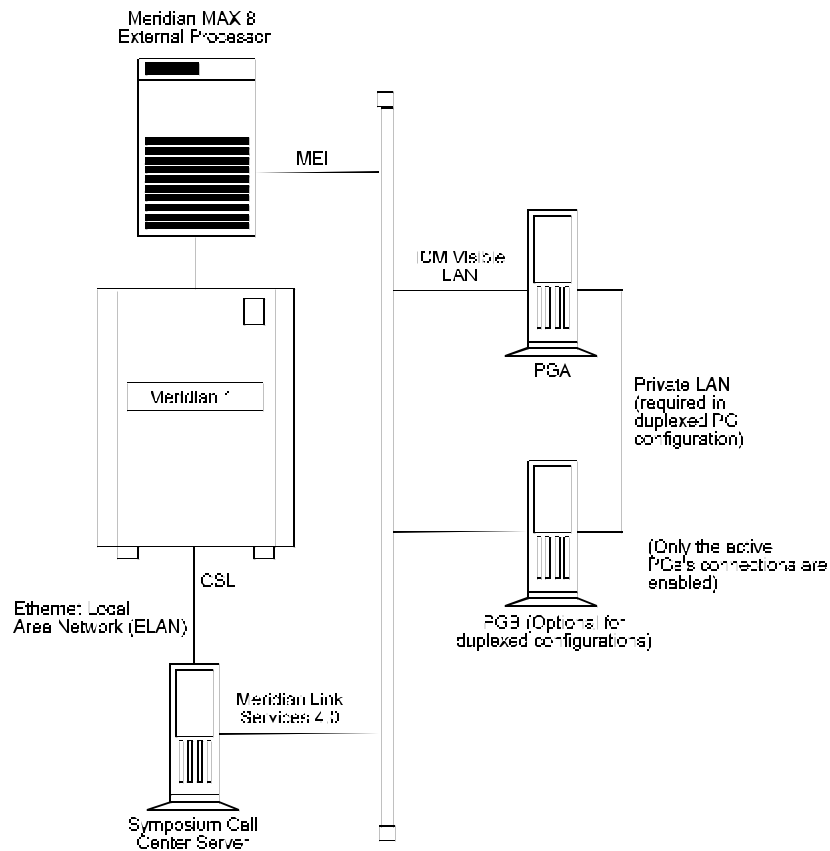 Meridian MAX 8
External Processor
MEI
ICM Visible
LAN
PGA
Private LAN
(required in
duplexed PG
configuration)
Meridian 1
(Only the active
PGs's connections are
enabled)
CSL
Ethernet Local
Area Network (ELAN)
PGB (Optional for
duplexed configurations)
Meridian Link
Services 4.0
Symposium Call
Center Server